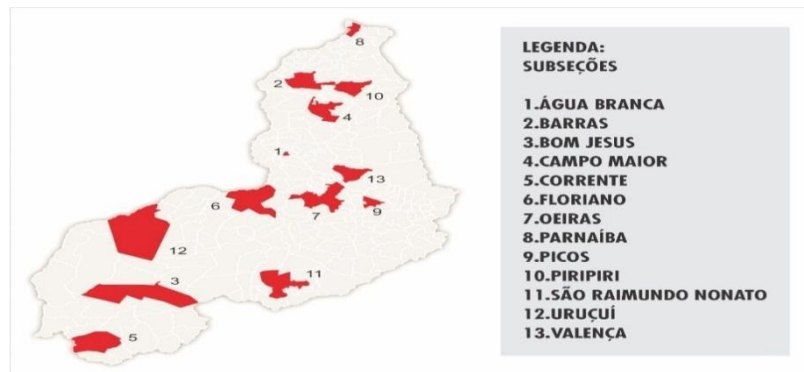 8
2
10
4
1
13
6
7
9
12
3
11
5
LEGENDA:
SUBSEÇÕES
1.ÁGUA BRANCA
2.BARRAS
3.BOM JESUS
4.CAMPO MAIOR
5.CORRENTE
6.FLORIANO
7.OEIRAS
8.PARNAÍBA
9.PICOS
10.PIRIPIRI
11.SÃO RAIMUNDO NONATO
12.URUÇUÍ
13.VALENÇA